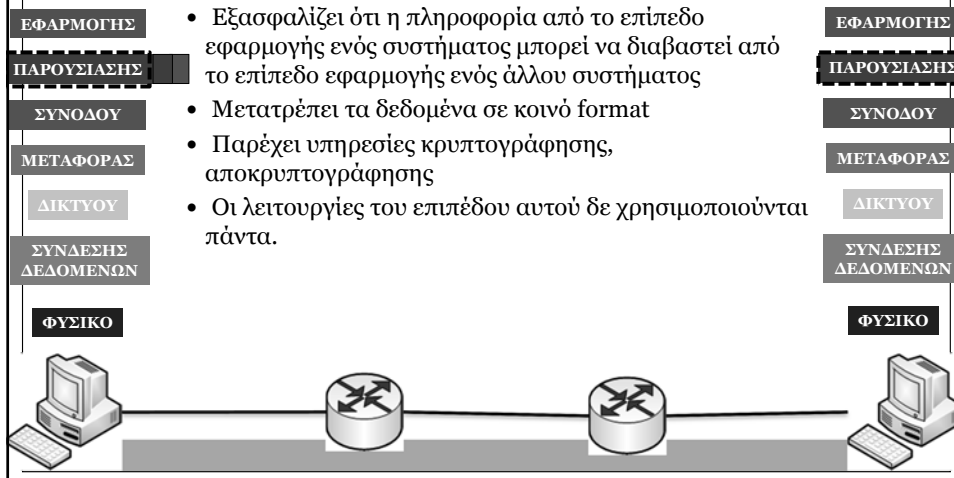 ΕΦΑΡΜΟΓΗΣ
ΠΑΡΟΥΣΙΑΣΗΣ
ΣΥΝΟΔΟΥ
ΜΕΤΑΦΟΡΑΣ
ΔΙΚΤΥΟΥ
ΣΥΝΔΕΣΗΣ
ΔΕΔΟΜΕΝΩΝ
ΦΥΣΙΚΟ
• Εξασφαλίζει ότι η πληροφορία από το επίπεδο
εφαρμογής ενός συστήματος μπορεί να διαβαστεί από
το επίπεδο εφαρμογής ενός άλλου συστήματος
• Μετατρέπει τα δεδομένα σε κοινό format
• Παρέχει υπηρεσίες κρυπτογράφησης,
αποκρυπτογράφησης
• Οι λειτουργίες του επιπέδου αυτού δε χρησιμοποιούνται
πάντα.
ΕΦΑΡΜΟΓΗΣ
ΠΑΡΟΥΣΙΑΣΗΣ
ΣΥΝΟΔΟΥ
ΜΕΤΑΦΟΡΑΣ
ΔΙΚΤΥΟΥ
ΣΥΝΔΕΣΗΣ
ΔΕΔΟΜΕΝΩΝ
ΦΥΣΙΚΟ